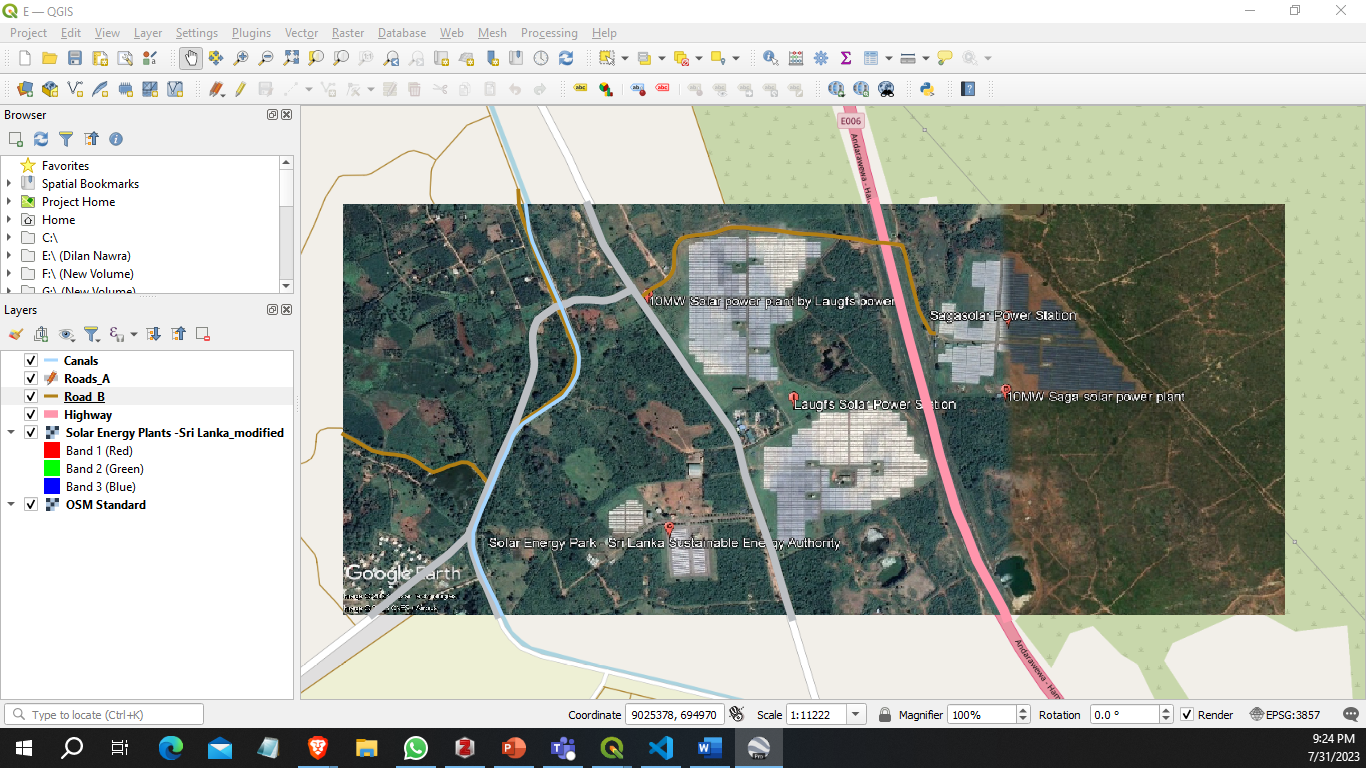 E — QGIS
Project Edit View Layer Settings Plugins Vector Raster Database Web Mesh Processing Help
Browser
Favorites
Spatial Bookmarks
Project Home
Home
C:\
E:\ (Dilan Nawra)
F:\ (New Volume)
G:\ (New Volume)
Layers
Canals
Roads_A
Road_B
Highway
Solar Energy Plants -Sri Lanka_modified
Band 1 (Red)
Band 2 (Green)
Band 3 (Blue)
OSM Standard
E006
Andarawewa - Ha
10MW Solar power plant by Laugfs power
Sagasolar Power Station
10MW Saga solar power plant
Laugfs Solar Power Station
Solar Energy Park - Sri Lanka Sustainable Energy Authority
Google Earth
Andarawewa - Ham
Type to locate (Ctrl+K)
Coordinate 9025378, 694970 Scale 1:11222 Magnifier 100% Rotation 0.0 ° Render EPSG:3857
9:24 PM
7/31/2023